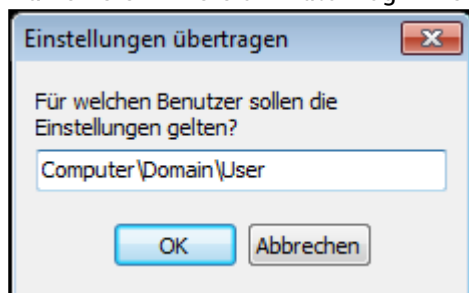 Einstellungen übertragen
Für welchen Benutzer sollen die
Einstellungen gelten?
Computer\Domain\User
OK
Abbrechen